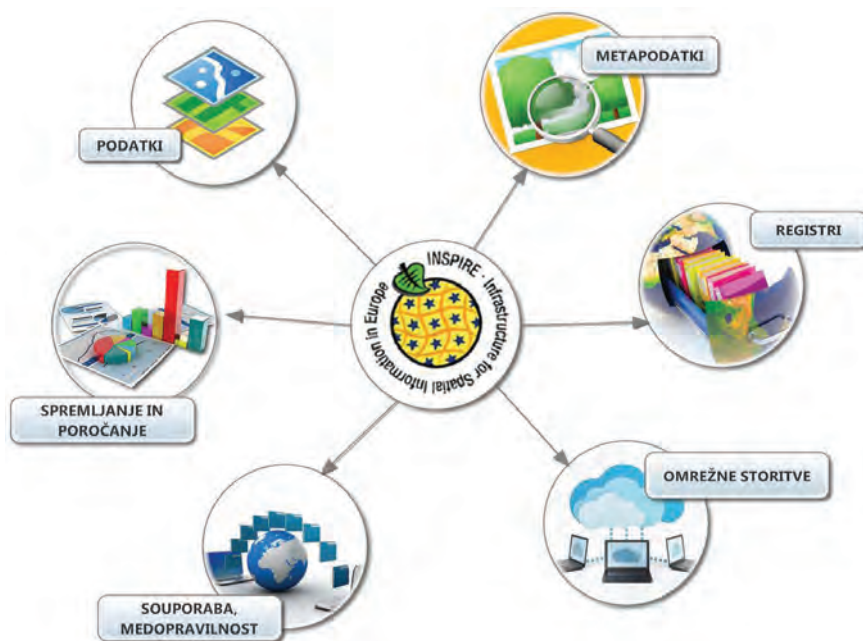 METAPODATKI
PODATKI
REGISTRI
INSPIRE · Infrastructure for Spatial Information in Europe
SPREMLJANJE IN
POROČANJE
OMREŽNE STORITVE
SOUPORABA,
MEDOPRAVILNOST